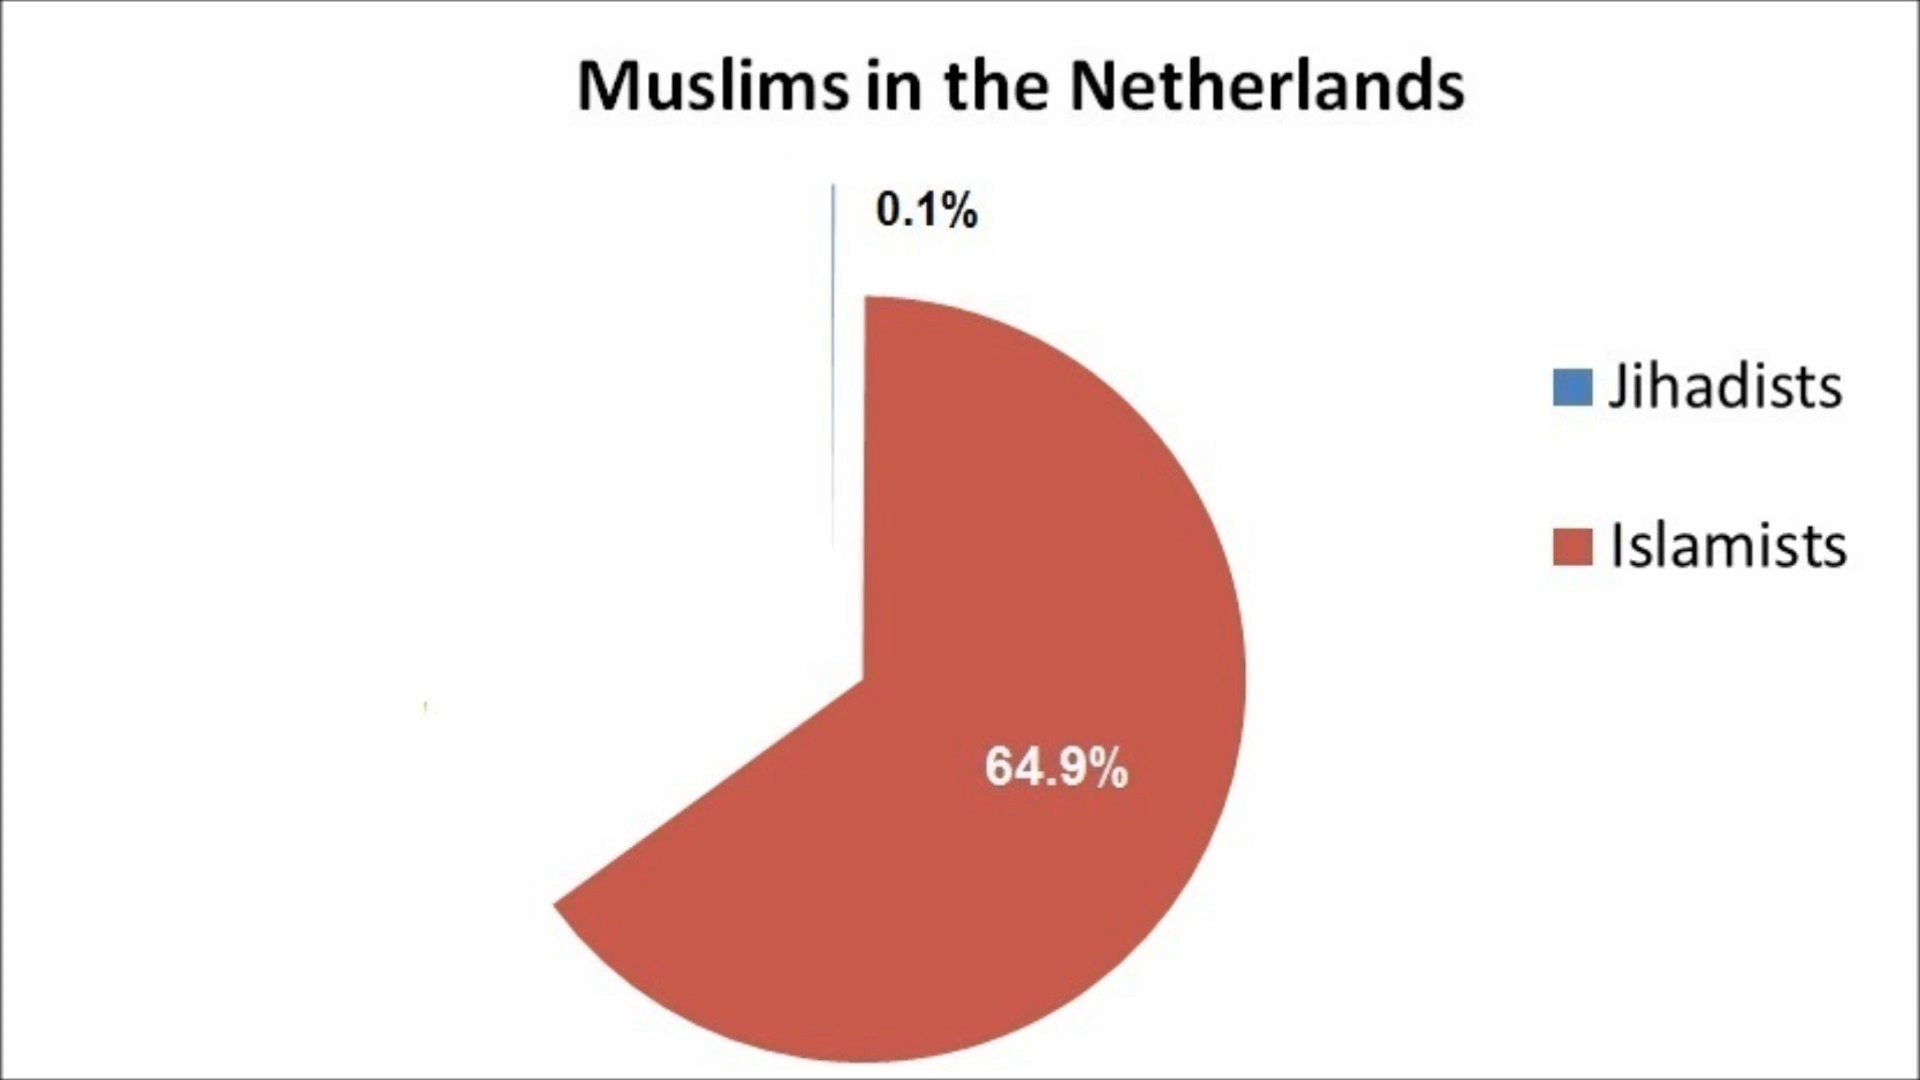 Muslims in the Netherlands
0.1%
Jihadists
Islamists
64.9%